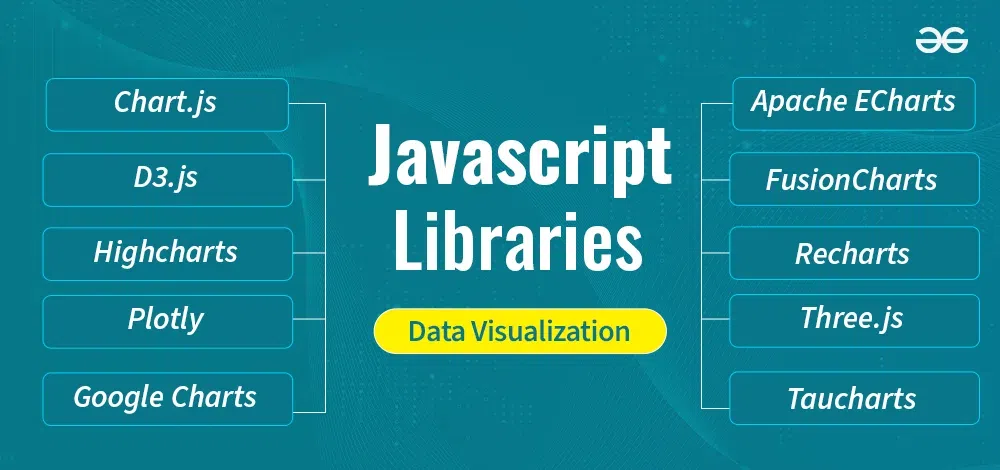 Chart.js
D3.js
Highcharts
Plotly
Google Charts
Javascript
Libraries
Data Visualization
Apache ECharts
FusionCharts
Recharts
Three.js
Taucharts